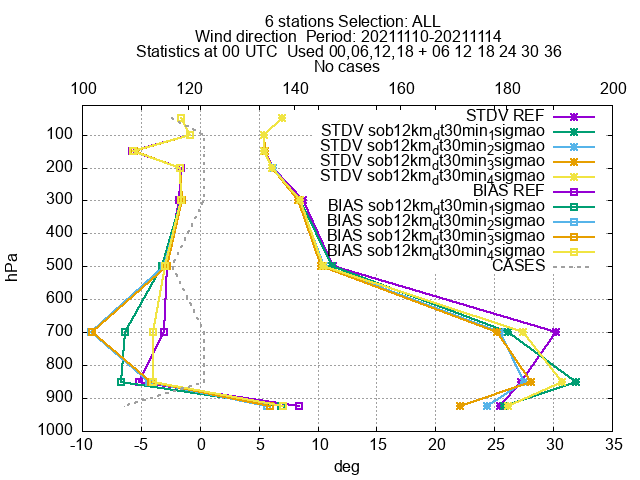 6 stations Selection: ALL
Wind direction  Period: 20211110-20211114
Statistics at 00 UTC  Used 00,06,12,18 + 06 12 18 24 30 36
No cases
100 120 140 160 180 200
STDV REF
STDV sob12km_dt30min_1sigmao
STDV sob12km_dt30min_2sigmao
STDV sob12km_dt30min_3sigmao
STDV sob12km_dt30min_4sigmao
BIAS REF
BIAS sob12km_dt30min_1sigmao
BIAS sob12km_dt30min_2sigmao
BIAS sob12km_dt30min_3sigmao
BIAS sob12km_dt30min_4sigmao
CASES
hPa
100
200
300
400
500
600
700
800
900
1000
-10 -5 0 5 10 15 20 25 30 35
deg